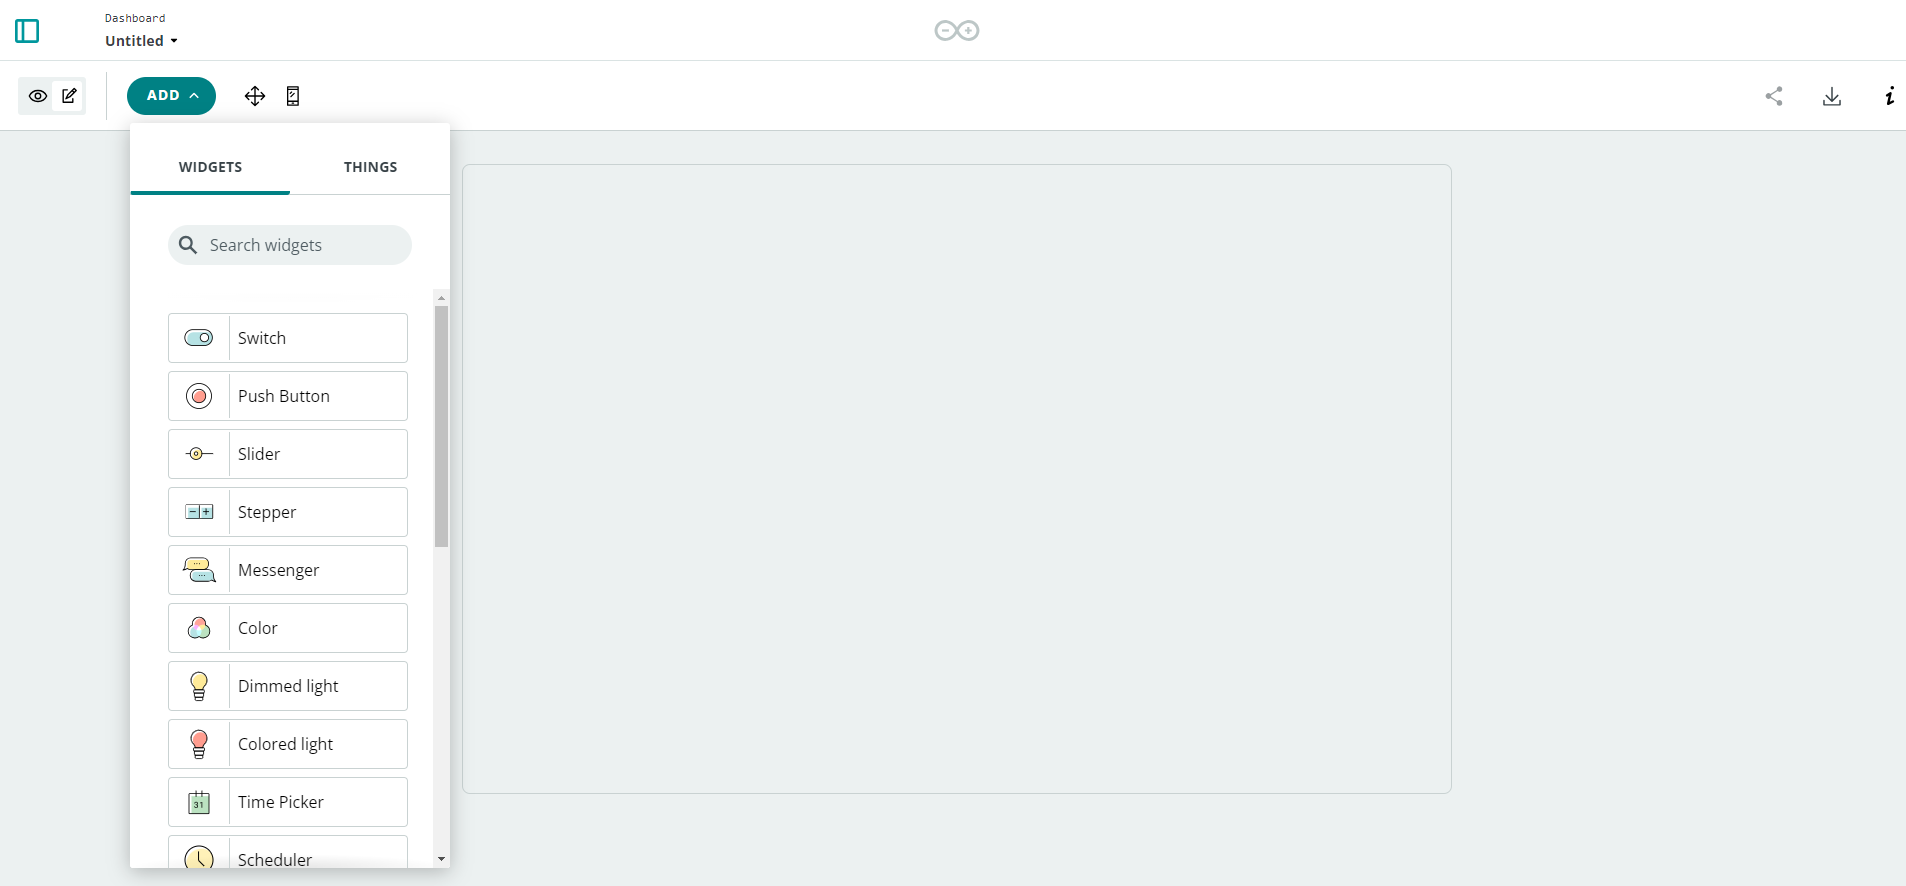 Dashboard
Untitled
ADD
WIDGETS
THINGS
Search widgets
Switch
Push Button
Slider
Stepper
Messenger
Color
Dimmed light
Colored light
31
Time Picker
Scheduler